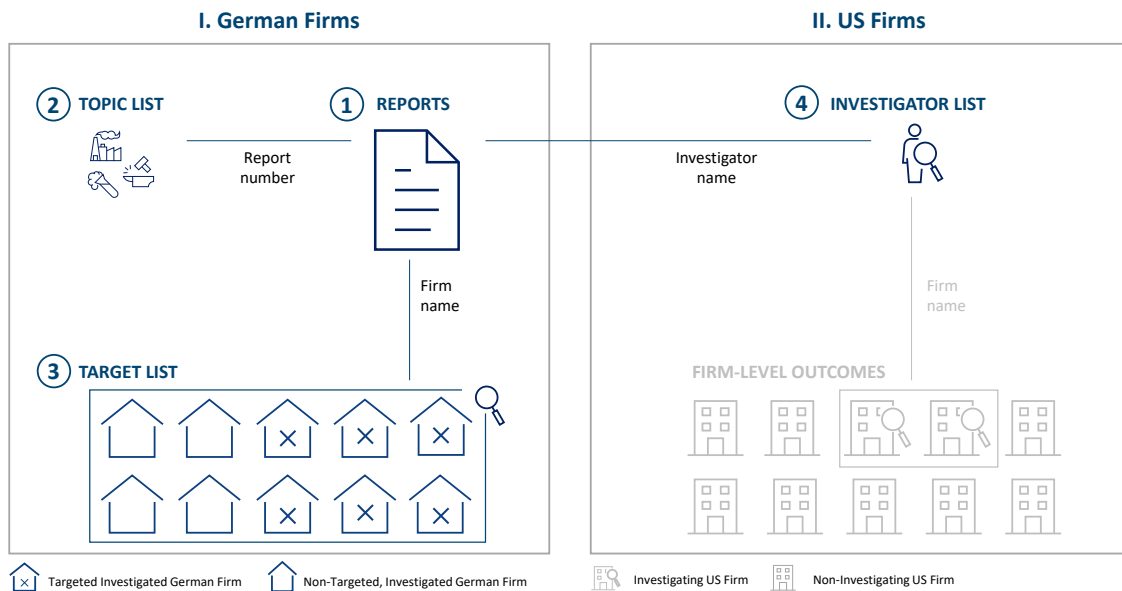 I. German Firms
II. US Firms
2 TOPIC LIST
1 REPORTS
4 INVESTIGATOR LIST
Report
number
Investigator
name
Firm
name
Firm
name
3 TARGET LIST
FIRM-LEVEL OUTCOMES
Targeted Investigated German Firm
Non-Targeted, Investigated German Firm
Investigating US Firm
Non-Investigating US Firm